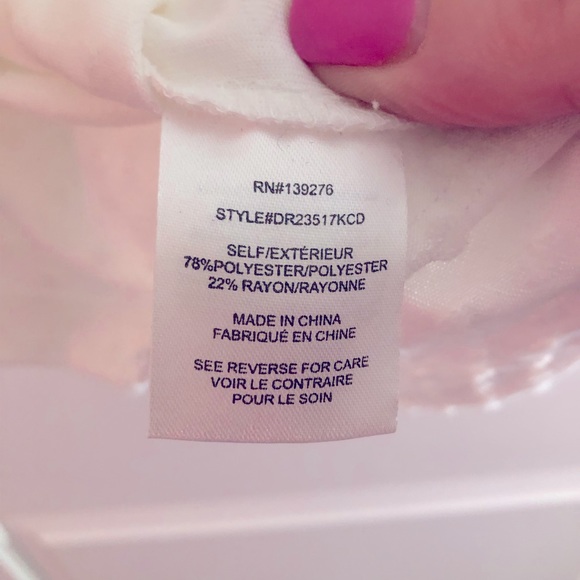 RN#139276
STYLE#DR23517KCD
SELF/EXTÉRIEUR
78%POLYESTER/POLYESTER
22% RAYON/RAYONNE
MADE IN CHINA
FABRIQUÉ EN CHINE
SEE REVERSE FOR CARE
VOIR LE CONTRAIRE
POUR LE SOIN